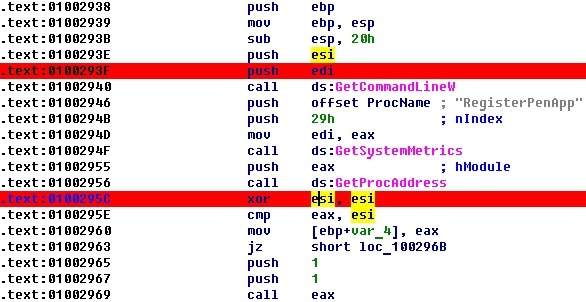 .text:01002938 push ebp
.text:01002939 mov ebp, esp
.text:0100293B sub esp, 20h
.text:0100293E push esi
.text:0100293F push edi
.text:01002940 call ds:GetCommandLineW
.text:01002946 push offset ProcName ; "RegisterPenApp"
.text:0100294B push 29h ; nIndex
.text:0100294D mov edi, eax
.text:0100294F call ds:GetSystemMetrics
.text:01002955 push eax ; hModule
.text:01002956 call ds:GetProcAddress
.text:0100295C xor esi, esi
.text:0100295E cmp eax, esi
.text:01002960 mov [ebp+var_4], eax
.text:01002963 jz short loc_100296B
.text:01002965 push 1
.text:01002967 push 1
.text:01002969 call eax